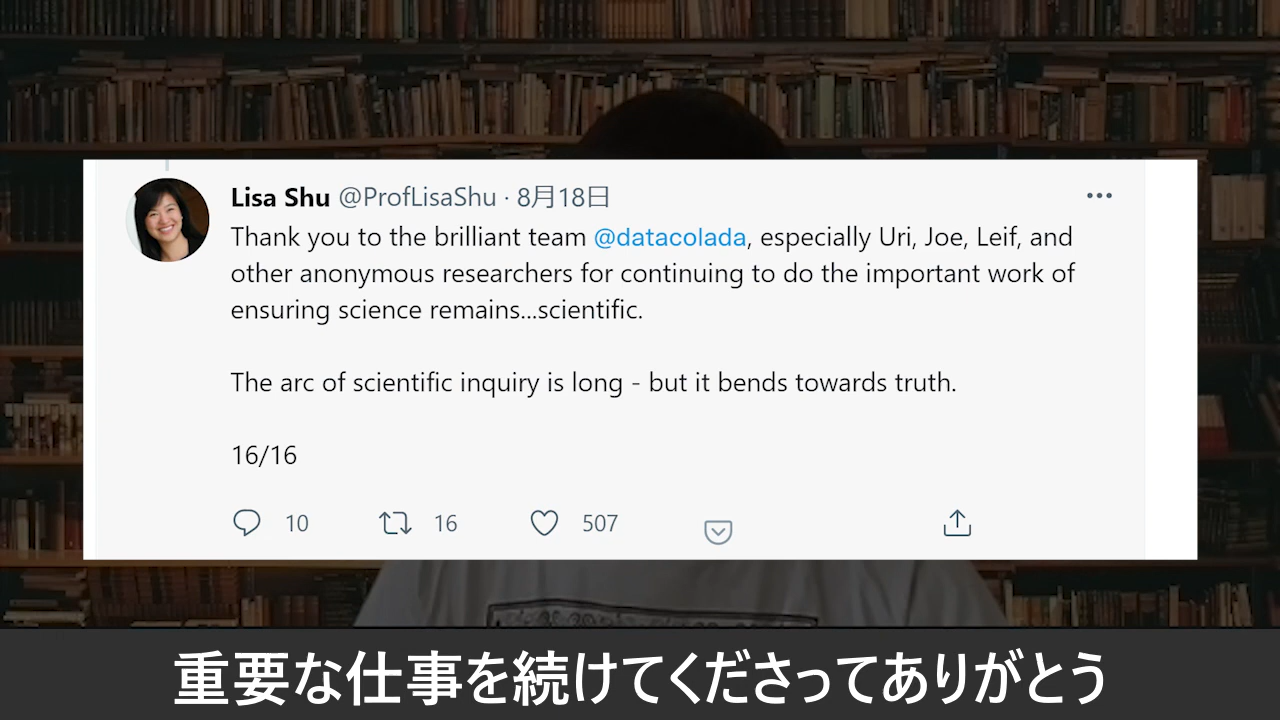 Lisa Shu @ProfLisaShu · 8月18日
Thank you to the brilliant team @datacolada, especially Uri, Joe, Leif, and
other anonymous researchers for continuing to do the important work of
ensuring science remains...scientific.
The arc of scientific inquiry is long - but it bends towards truth.
16/16
10 16 507
重要な仕事を続けてくださってありがとう